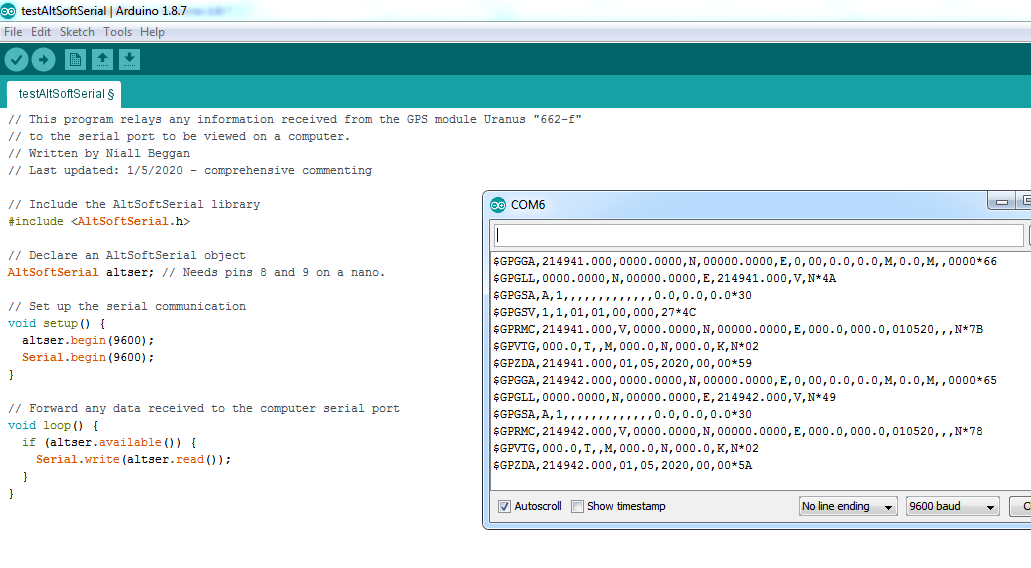 testAltSoftSerial | Arduino 1.8.7
File Edit Sketch Tools Help
testAltSoftSerial §
// This program relays any information received from the GPS module Uranus "662-f"
// to the serial port to be viewed on a computer.
// Written by Niall Beggan
// Last updated: 1/5/2020 - comprehensive commenting
// Include the AltSoftSerial library
#include <AltSoftSerial.h>
// Declare an AltSoftSerial object
AltSoftSerial altser; // Needs pins 8 and 9 on a nano.
// Set up the serial communication
void setup() {
  altser.begin(9600);
  Serial.begin(9600);
}
// Forward any data received to the computer serial port
void loop() {
  if (altser.available()) {
    Serial.write(altser.read());
  }
}
COM6
$GPGGA,214941.000,0000.0000,N,00000.0000,E,0,00,0.0,0.0,M,0.0,M,,0000*66
$GPGLL,0000.0000,N,00000.0000,E,214941.000,V,N*4A
$GPGSA,A,1,,,,,,,,,,,,,0.0,0.0,0.0*30
$GPGSV,1,1,01,01,00,000,27*4C
$GPRMC,214941.000,V,0000.0000,N,00000.0000,E,000.0,000.0,010520,,,N*7B
$GPVTG,000.0,T,,M,000.0,N,000.0,K,N*02
$GPZDA,214941.000,01,05,2020,00,00*59
$GPGGA,214942.000,0000.0000,N,00000.0000,E,0,00,0.0,0.0,M,0.0,M,,0000*65
$GPGLL,0000.0000,N,00000.0000,E,214942.000,V,N*49
$GPGSA,A,1,,,,,,,,,,,,,0.0,0.0,0.0*30
$GPRMC,214942.000,V,0000.0000,N,00000.0000,E,000.0,000.0,010520,,,N*78
$GPVTG,000.0,T,,M,000.0,N,000.0,K,N*02
$GPZDA,214942.000,01,05,2020,00,00*5A
Autoscroll Show timestamp No line ending 9600 baud